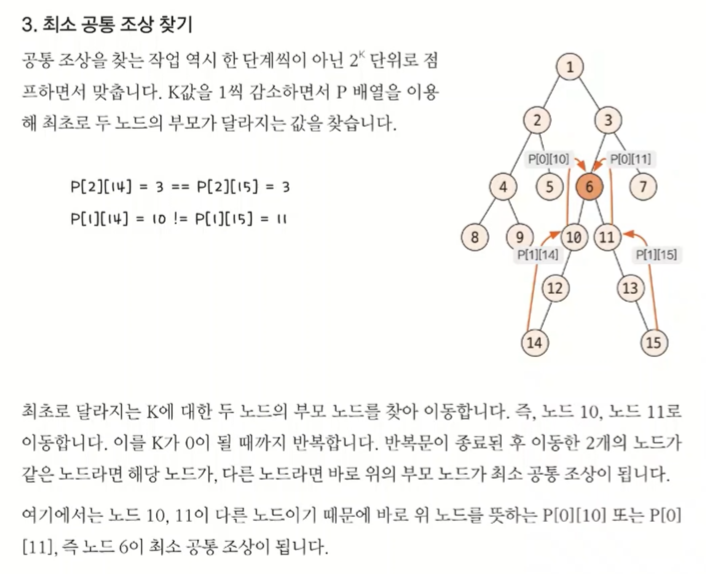 3. 최소 공통 조상 찾기
공통 조상을 찾는 작업 역시 한 단계씩이 아닌 2ᴷ 단위로 점
프하면서 맞춥니다. K값을 1씩 감소하면서 P 배열을 이용
해 최초로 두 노드의 부모가 달라지는 값을 찾습니다.
P[2][14] = 3 == P[2][15] = 3
P[1][14] = 10 != P[1][15] = 11
1
2
3
P[0][10]
P[0][11]
4
5
6
7
8
9
10
11
P[1][14]
P[1][15]
12
13
14
15
최초로 달라지는 K에 대한 두 노드의 부모 노드를 찾아 이동합니다. 즉, 노드 10, 노드 11로
이동합니다. 이를 K가 0이 될 때까지 반복합니다. 반복문이 종료된 후 이동한 2개의 노드가
같은 노드라면 해당 노드가, 다른 노드라면 바로 위의 부모 노드가 최소 공통 조상이 됩니다.
여기에서는 노드 10, 11이 다른 노드이기 때문에 바로 위 노드를 뜻하는 P[0][10] 또는 P[0]
[11], 즉 노드 6이 최소 공통 조상이 됩니다.